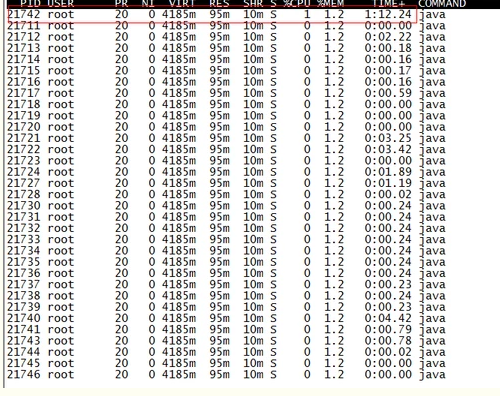 PID USER PR NI VIRT RES SHR S %CPU %MEM TIME+ COMMAND
21742 root 20 0 4185m 95m 10m S 1 1.2 1:12.24 java
21711 root 20 0 4185m 95m 10m S 0 1.2 0:00.00 java
21712 root 20 0 4185m 95m 10m S 0 1.2 0:02.22 java
21713 root 20 0 4185m 95m 10m S 0 1.2 0:00.18 java
21714 root 20 0 4185m 95m 10m S 0 1.2 0:00.16 java
21715 root 20 0 4185m 95m 10m S 0 1.2 0:00.17 java
21716 root 20 0 4185m 95m 10m S 0 1.2 0:00.16 java
21717 root 20 0 4185m 95m 10m S 0 1.2 0:00.59 java
21718 root 20 0 4185m 95m 10m S 0 1.2 0:00.00 java
21719 root 20 0 4185m 95m 10m S 0 1.2 0:00.00 java
21720 root 20 0 4185m 95m 10m S 0 1.2 0:00.00 java
21721 root 20 0 4185m 95m 10m S 0 1.2 0:03.25 java
21722 root 20 0 4185m 95m 10m S 0 1.2 0:03.42 java
21723 root 20 0 4185m 95m 10m S 0 1.2 0:00.00 java
21724 root 20 0 4185m 95m 10m S 0 1.2 0:01.89 java
21727 root 20 0 4185m 95m 10m S 0 1.2 0:01.19 java
21728 root 20 0 4185m 95m 10m S 0 1.2 0:00.02 java
21730 root 20 0 4185m 95m 10m S 0 1.2 0:00.24 java
21731 root 20 0 4185m 95m 10m S 0 1.2 0:00.24 java
21732 root 20 0 4185m 95m 10m S 0 1.2 0:00.24 java
21733 root 20 0 4185m 95m 10m S 0 1.2 0:00.24 java
21734 root 20 0 4185m 95m 10m S 0 1.2 0:00.24 java
21735 root 20 0 4185m 95m 10m S 0 1.2 0:00.24 java
21736 root 20 0 4185m 95m 10m S 0 1.2 0:00.24 java
21737 root 20 0 4185m 95m 10m S 0 1.2 0:00.23 java
21738 root 20 0 4185m 95m 10m S 0 1.2 0:00.24 java
21739 root 20 0 4185m 95m 10m S 0 1.2 0:00.23 java
21740 root 20 0 4185m 95m 10m S 0 1.2 0:04.42 java
21741 root 20 0 4185m 95m 10m S 0 1.2 0:00.79 java
21743 root 20 0 4185m 95m 10m S 0 1.2 0:00.78 java
21744 root 20 0 4185m 95m 10m S 0 1.2 0:00.02 java
21745 root 20 0 4185m 95m 10m S 0 1.2 0:00.00 java
21746 root 20 0 4185m 95m 10m S 0 1.2 0:00.00 java